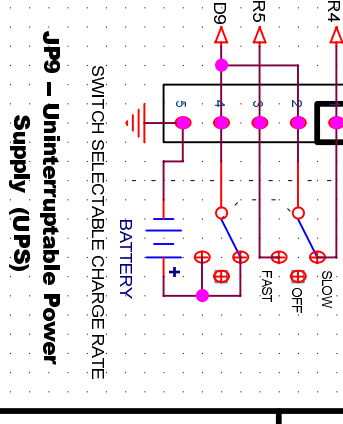 D9
R5
R4
5
4
3
2
1
SLOW
OFF
FAST
+
BATTERY
SWITCH SELECTABLE CHARGE RATE
JP9 – Uninterruptable Power
Supply (UPS)